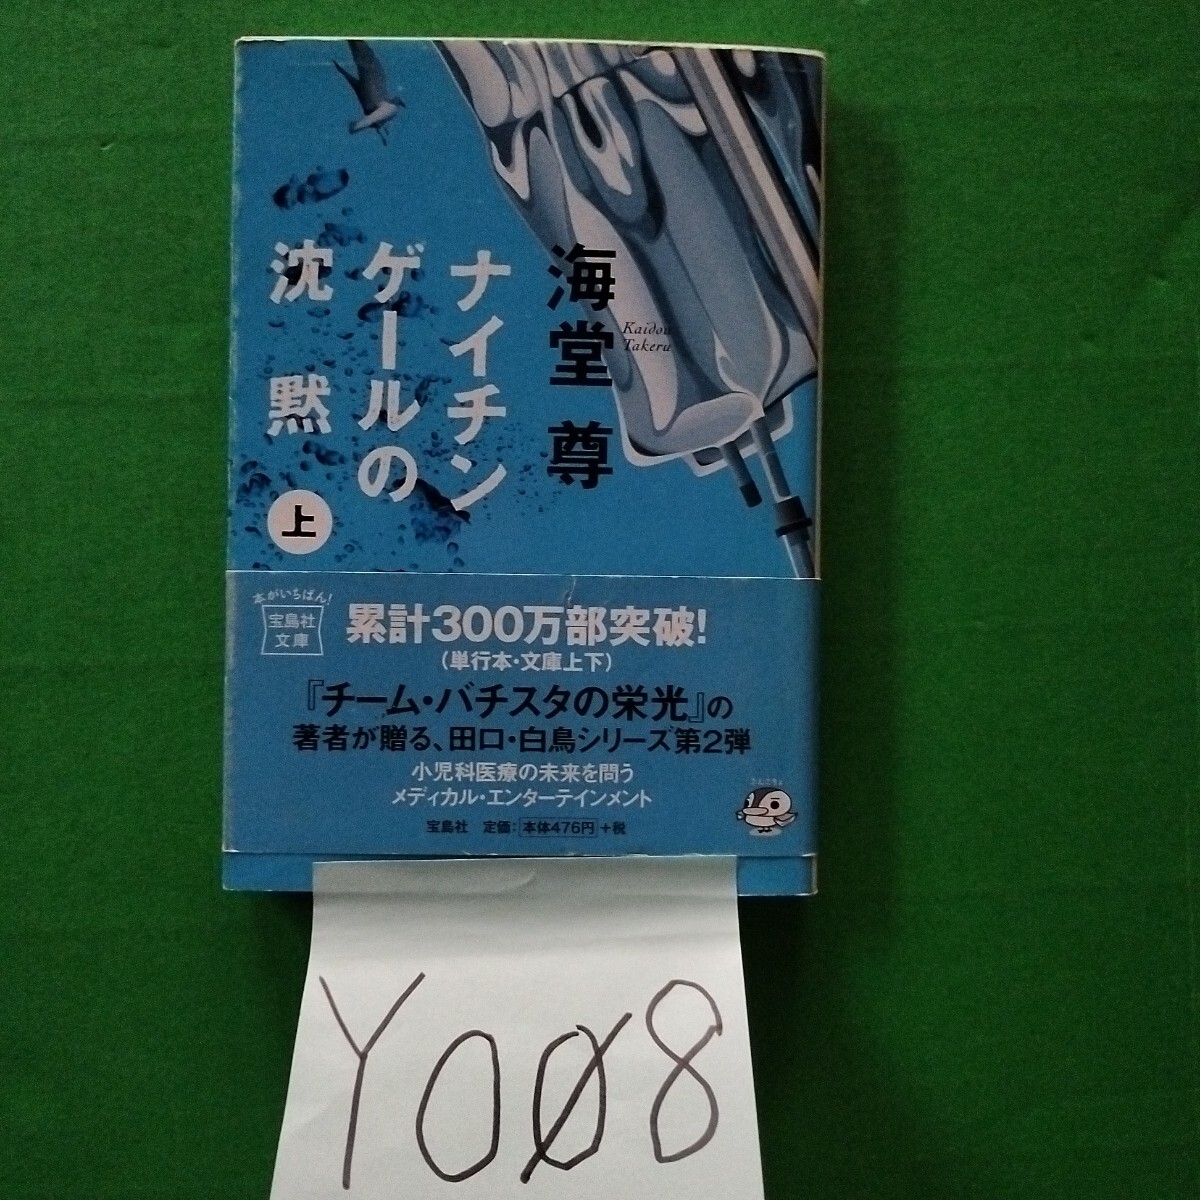 海堂 尊
Kaidou
Takeru
ナイチン
ゲールの
沈黙
上
本がいちばん!
宝島社
文庫
累計300万部突破!
(単行本・文庫上下)
『チーム・バチスタの栄光』の
著者が贈る、田口・白鳥シリーズ第2弾
小児科医療の未来を問う
メディカル・エンターテインメント
宝島社 定価:本体476円+税
YO08